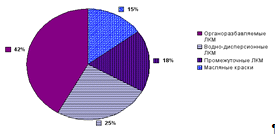 15%
18%
25%
42%
Органоразбавляемые
ЛКМ
Водно-дисперсионные
ЛКМ
Промежуточные ЛКМ
Масляные краски